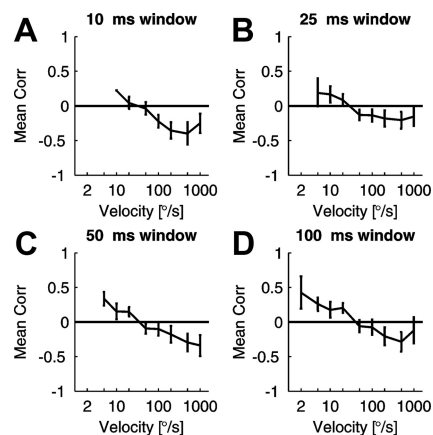 A
10 ms window
1
0.5
0
-0.5
-1
Mean Corr
2 10 100 1000
Velocity [°/s]
B
25 ms window
1
0.5
0
-0.5
-1
Mean Corr
2 10 100 1000
Velocity [°/s]
C
50 ms window
1
0.5
0
-0.5
-1
Mean Corr
2 10 100 1000
Velocity [°/s]
D
100 ms window
1
0.5
0
-0.5
-1
Mean Corr
2 10 100 1000
Velocity [°/s]